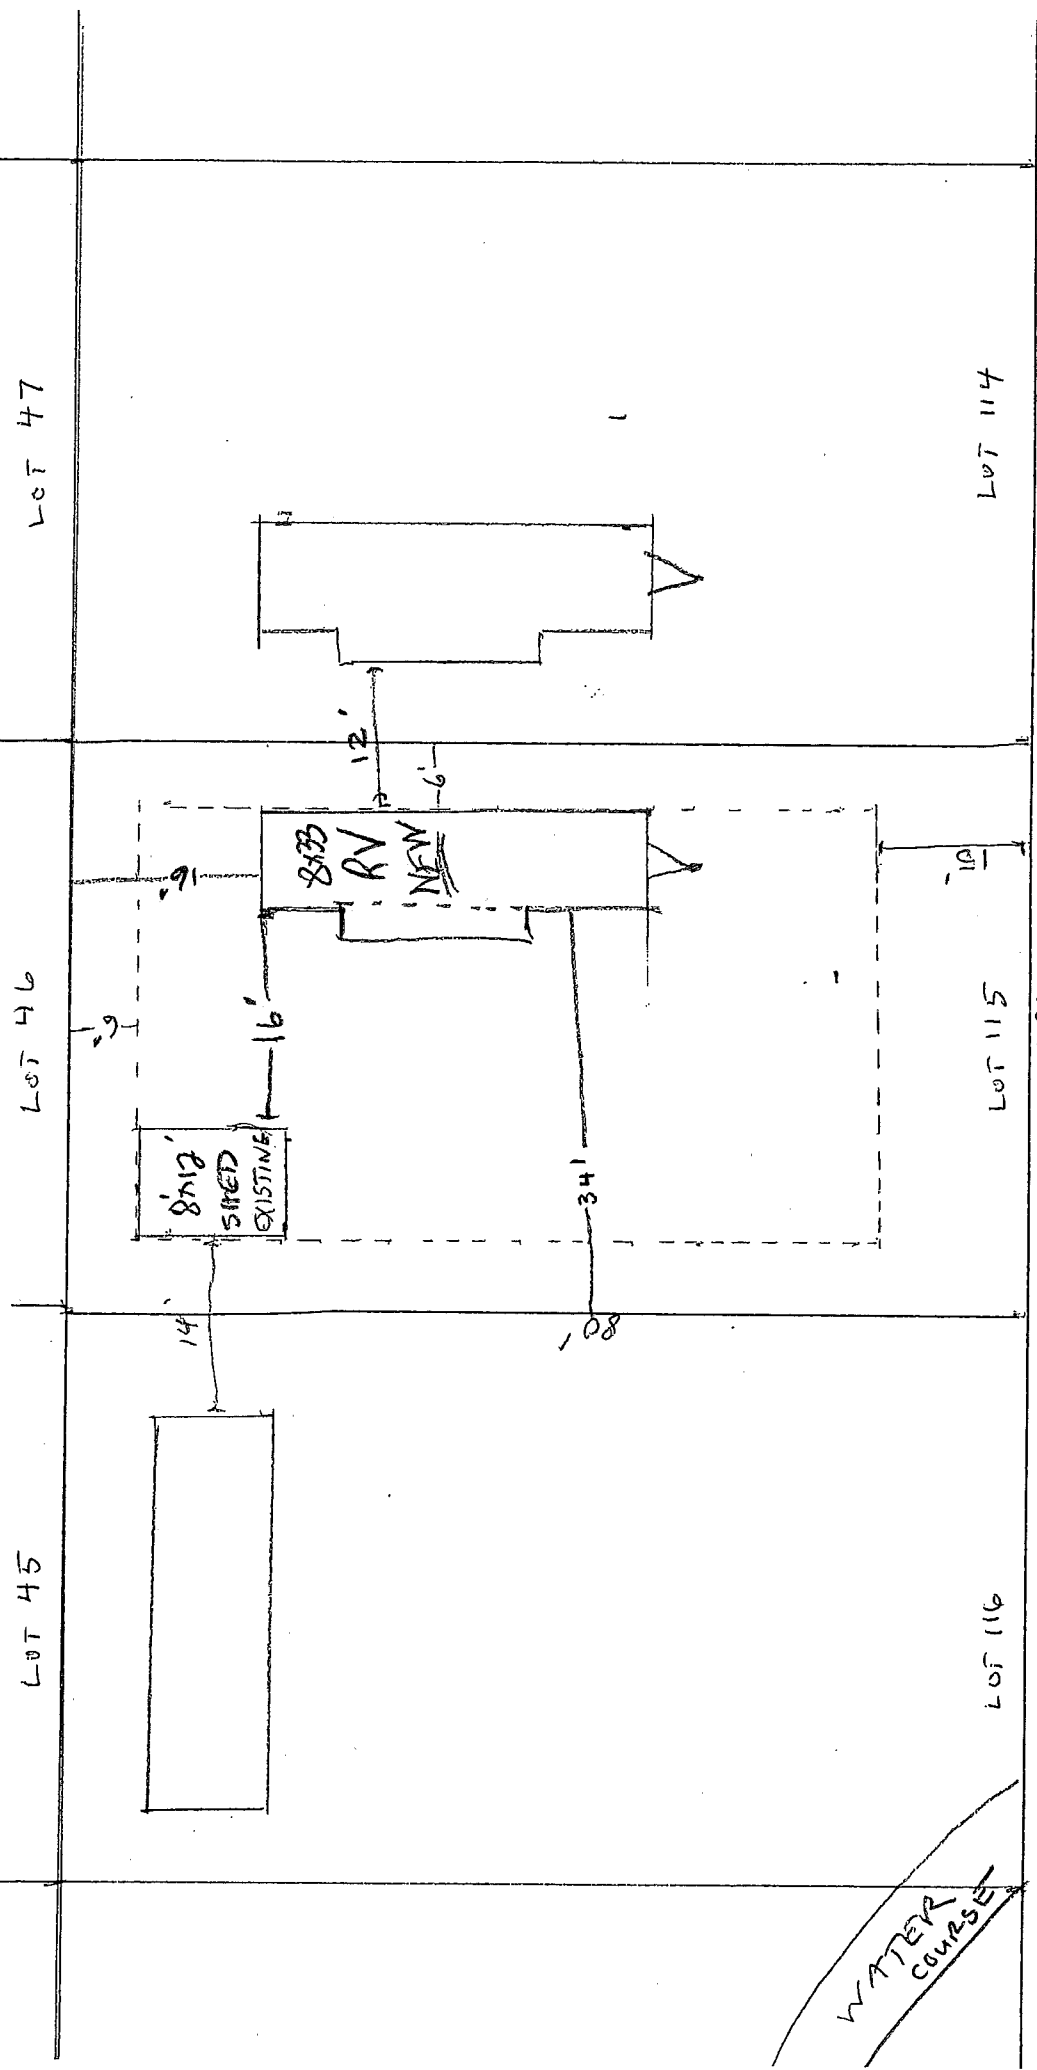 LOT 45
LOT 46
LOT 47
14'
8'x12'
SHED
EXISTING
6'
16'
16'
8x33
RV
NEW
12'
6'
34'
80'
LOT 116
LOT 115
LOT 114
WATER
COURSE